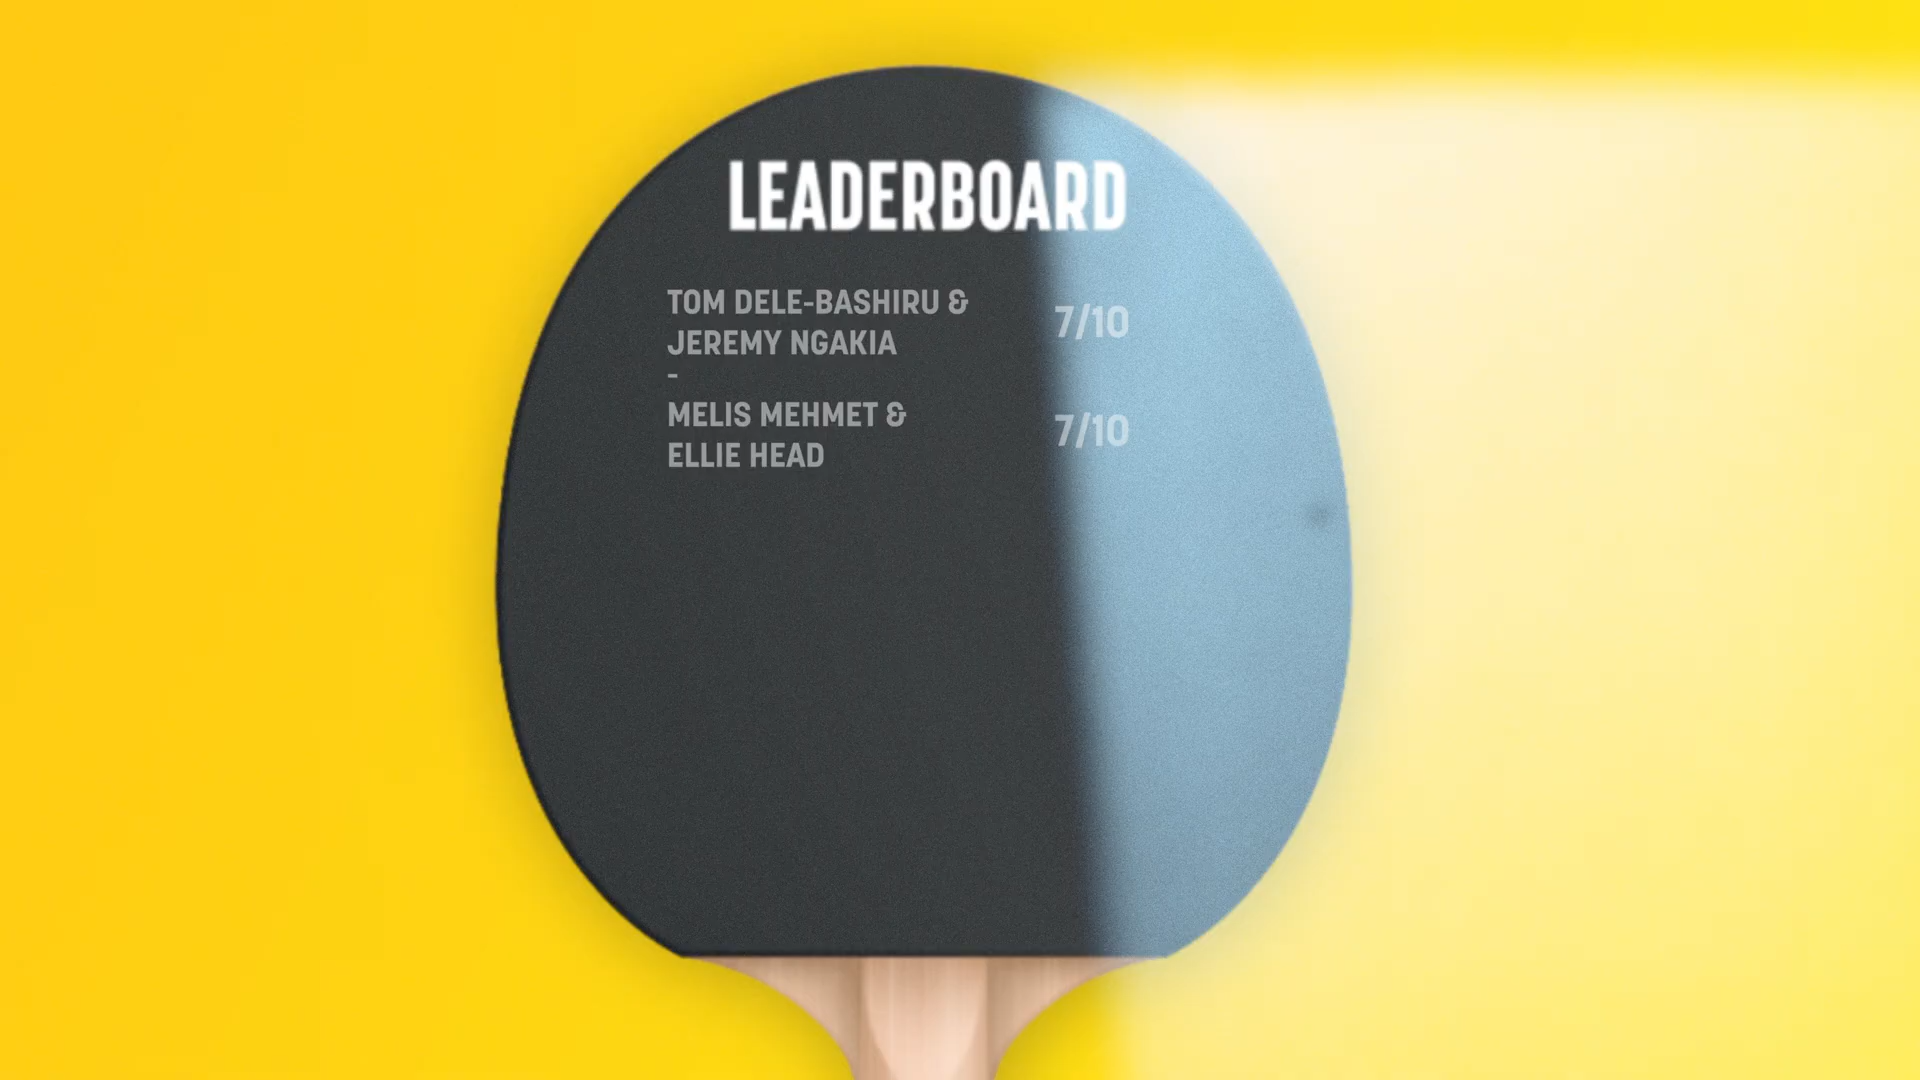 LEADERBOARD
TOM DELE-BASHIRU &
JEREMY NGAKIA
7/10
-
MELIS MEHMET &
ELLIE HEAD
7/10